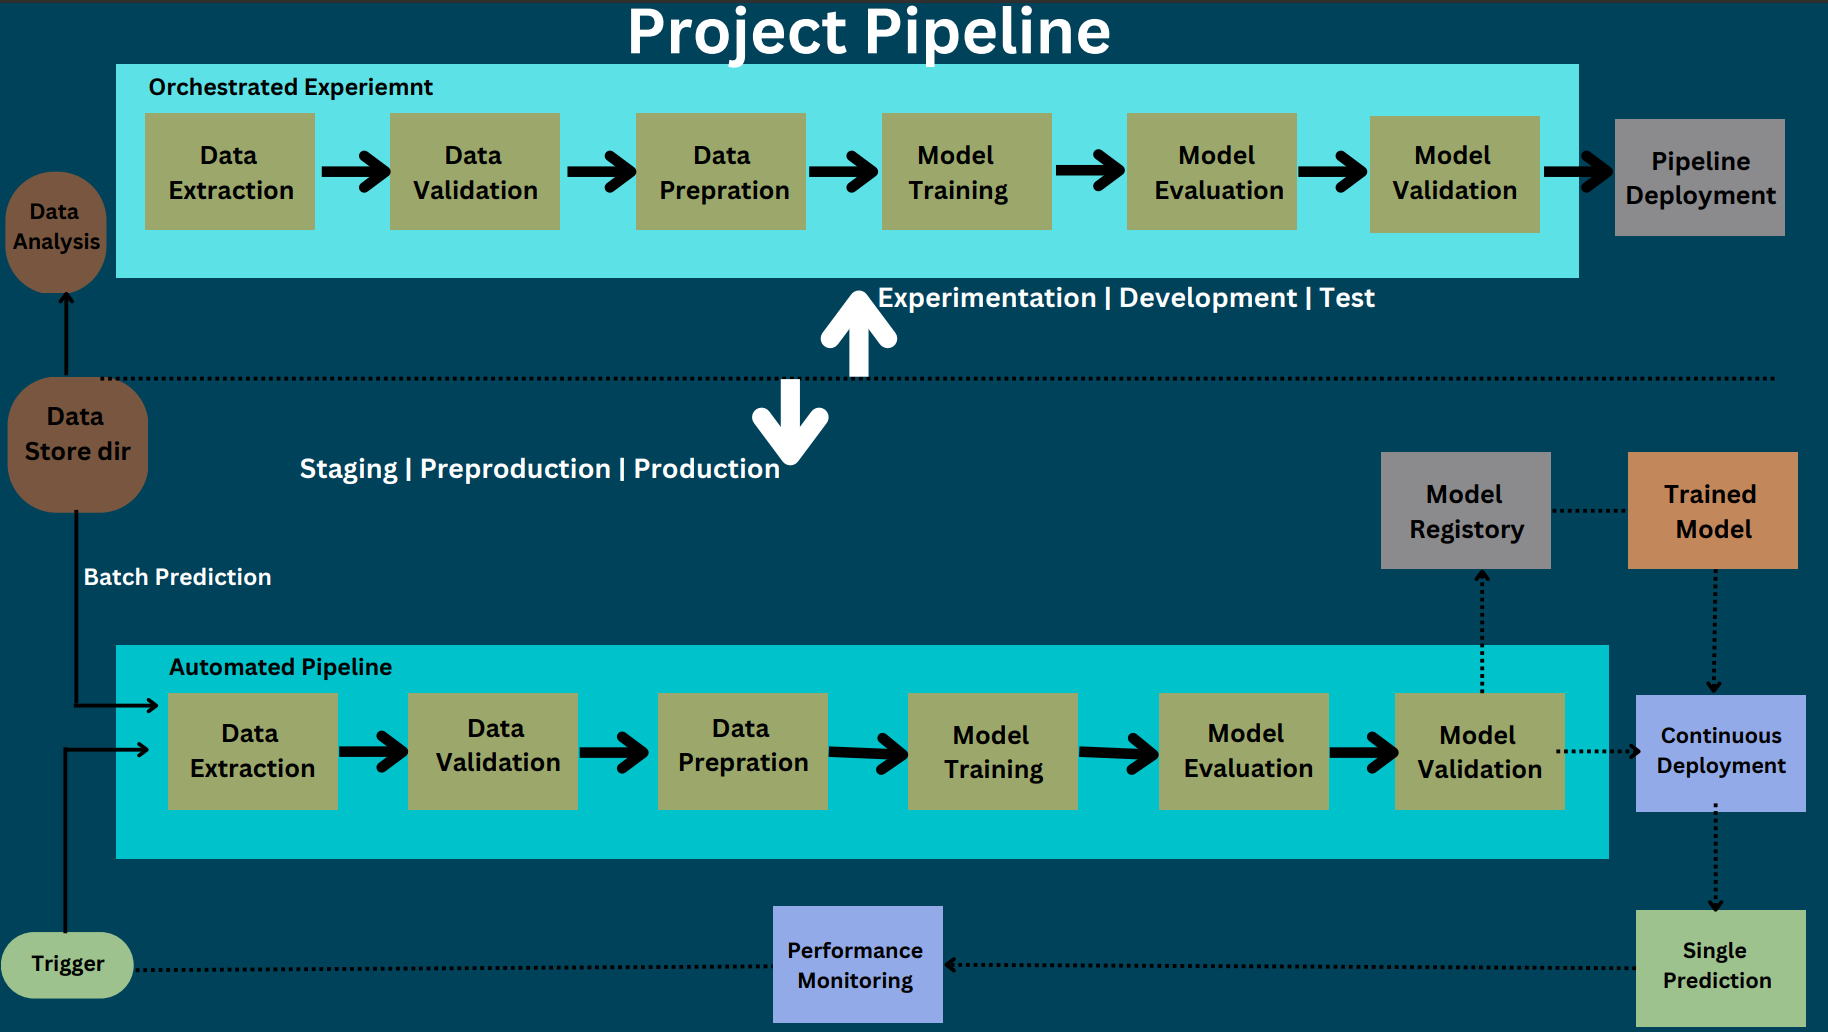 Project Pipeline
Orchestrated Experiemnt
Data
Extraction
Data
Validation
Data
Prepration
Model
Training
Model
Evaluation
Model
Validation
Pipeline
Deployment
Data
Analysis
Experimentation | Development | Test
Data
Store dir
Staging | Preproduction | Production
Model
Registory
Trained
Model
Batch Prediction
Automated Pipeline
Data
Extraction
Data
Validation
Data
Prepration
Model
Training
Model
Evaluation
Model
Validation
Continuous
Deployment
Trigger
Performance
Monitoring
Single
Prediction